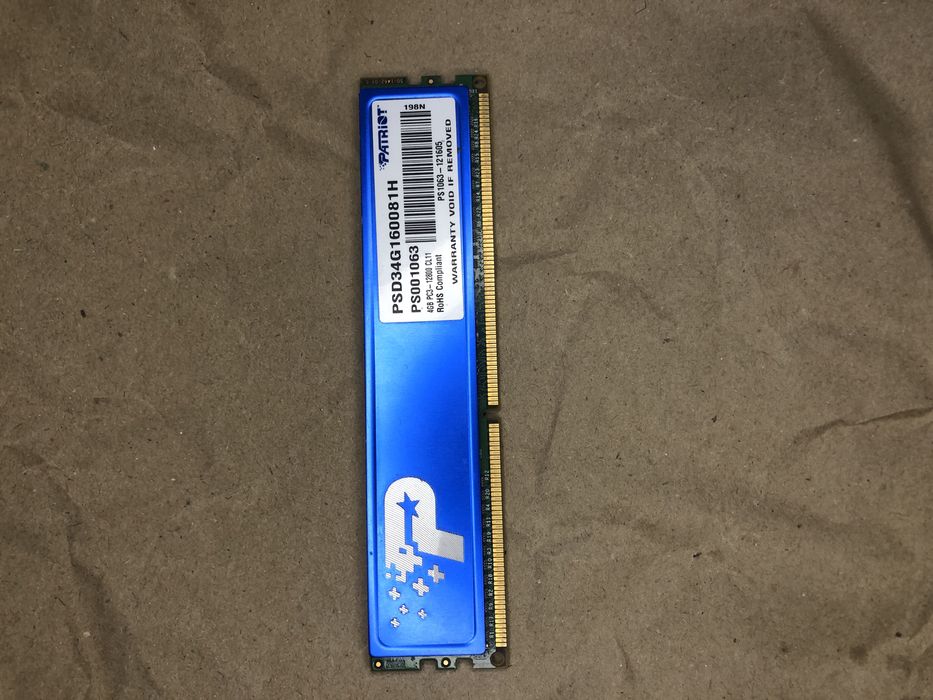 PATRIOT
198N
PSD34G160081H
PS001063
4GB PC3-12800 CL11
PS1063-121605
RoHS Compliant
WARRANTY VOID IF REMOVED